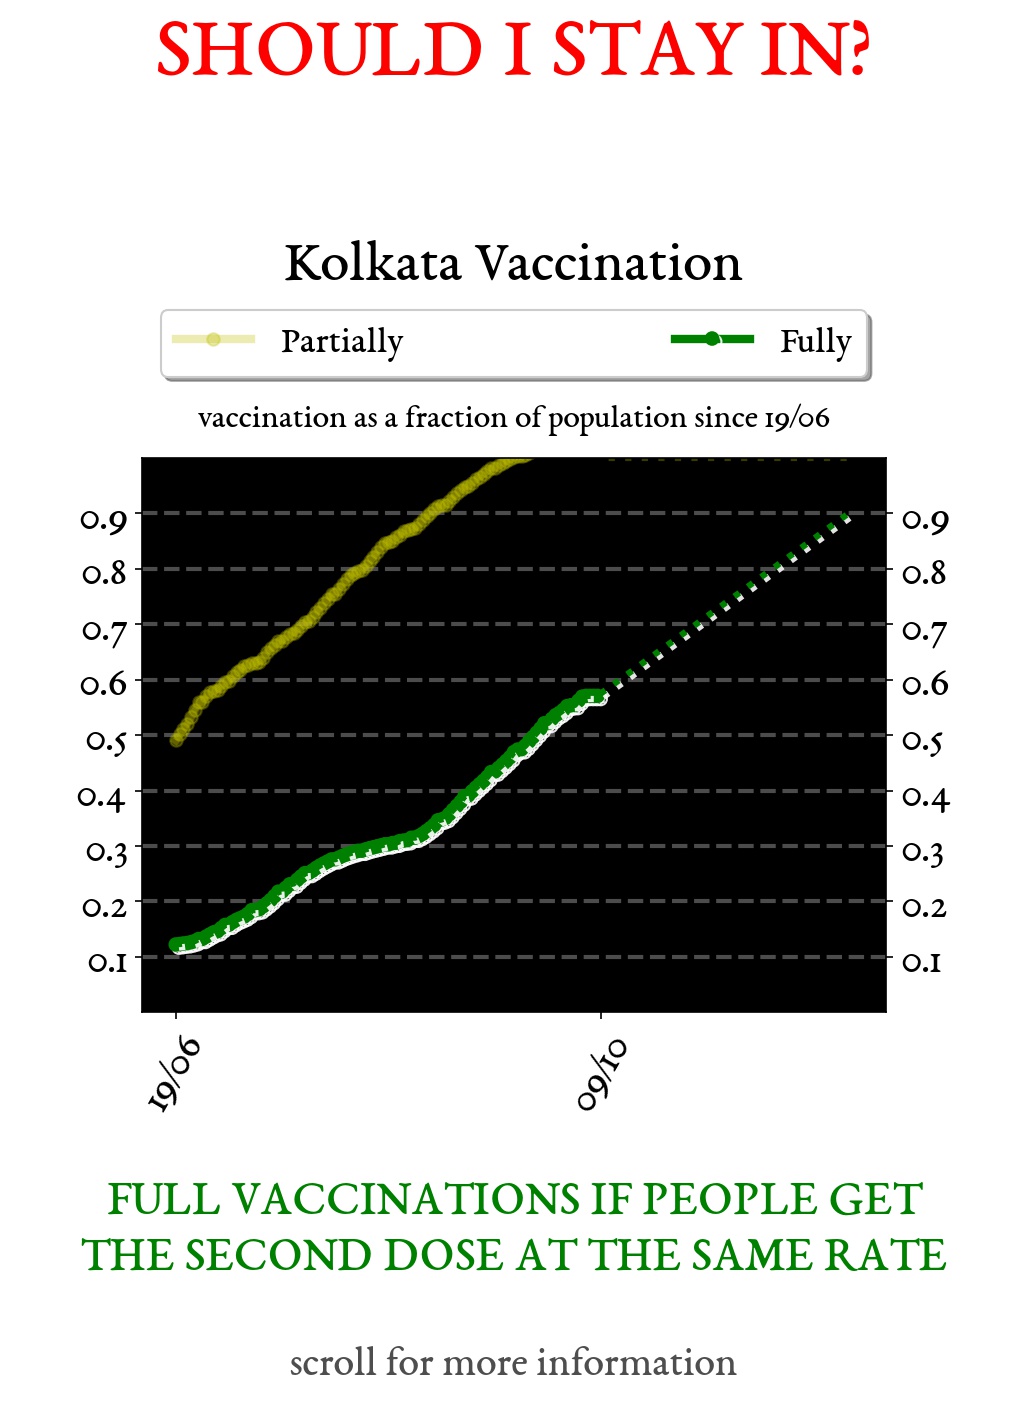 SHOULD I STAY IN?
Kolkata Vaccination
Partially
Fully
vaccination as a fraction of population since 19/06
0.9 0.9
0.8 0.8
0.7 0.7
0.6 0.6
0.5 0.5
0.4 0.4
0.3 0.3
0.2 0.2
0.1 0.1
19/06 09/10
FULL VACCINATIONS IF PEOPLE GET
THE SECOND DOSE AT THE SAME RATE
scroll for more information